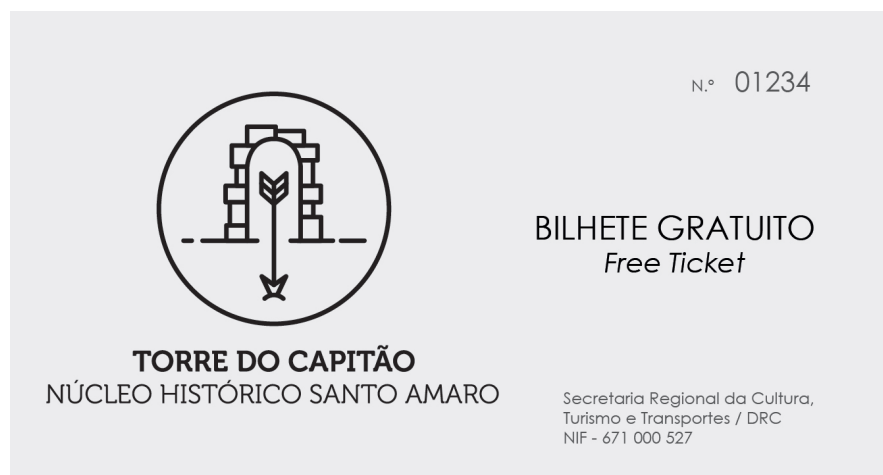 N.º 01234
BILHETE GRATUITO
Free Ticket
TORRE DO CAPITÃO
NÚCLEO HISTÓRICO SANTO AMARO
Secretaria Regional da Cultura,
Turismo e Transportes / DRC
NIF - 671 000 527